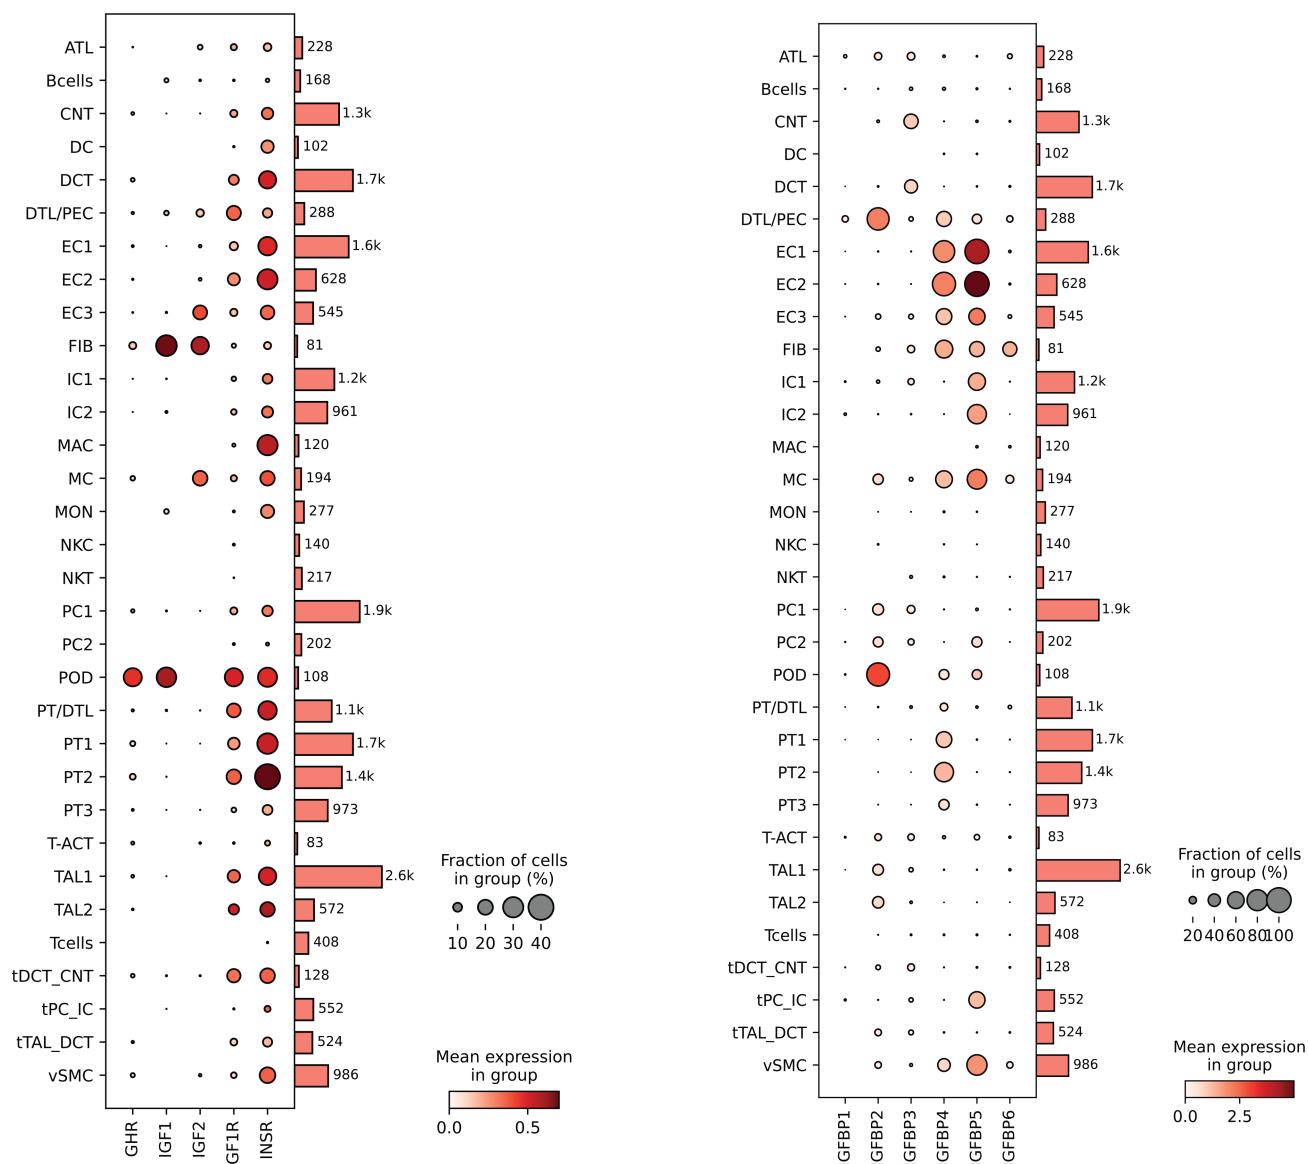 ATL
228
Bcells
168
CNT
1.3k
DC
102
DCT
1.7k
DTL/PEC
288
EC1
1.6k
EC2
628
EC3
545
FIB
81
IC1
1.2k
IC2
961
MAC
120
MC
194
MON
277
NKC
140
NKT
217
PC1
1.9k
PC2
202
POD
108
PT/DTL
1.1k
PT1
1.7k
PT2
1.4k
PT3
973
T-ACT
83
TAL1
2.6k
TAL2
572
Tcells
408
tDCT_CNT
128
tPC_IC
552
tTAL_DCT
524
vSMC
986
GHR
IGF1
IGF2
GF1R
INSR
Fraction of cells
in group (%)
10 20 30 40
Mean expression
in group
0.0 0.5
ATL
228
Bcells
168
CNT
1.3k
DC
102
DCT
1.7k
DTL/PEC
288
EC1
1.6k
EC2
628
EC3
545
FIB
81
IC1
1.2k
IC2
961
MAC
120
MC
194
MON
277
NKC
140
NKT
217
PC1
1.9k
PC2
202
POD
108
PT/DTL
1.1k
PT1
1.7k
PT2
1.4k
PT3
973
T-ACT
83
TAL1
2.6k
TAL2
572
Tcells
408
tDCT_CNT
128
tPC_IC
552
tTAL_DCT
524
vSMC
986
GFBP1
GFBP2
GFBP3
GFBP4
GFBP5
GFBP6
Fraction of cells
in group (%)
20 40 60 80 100
Mean expression
in group
0.0 2.5